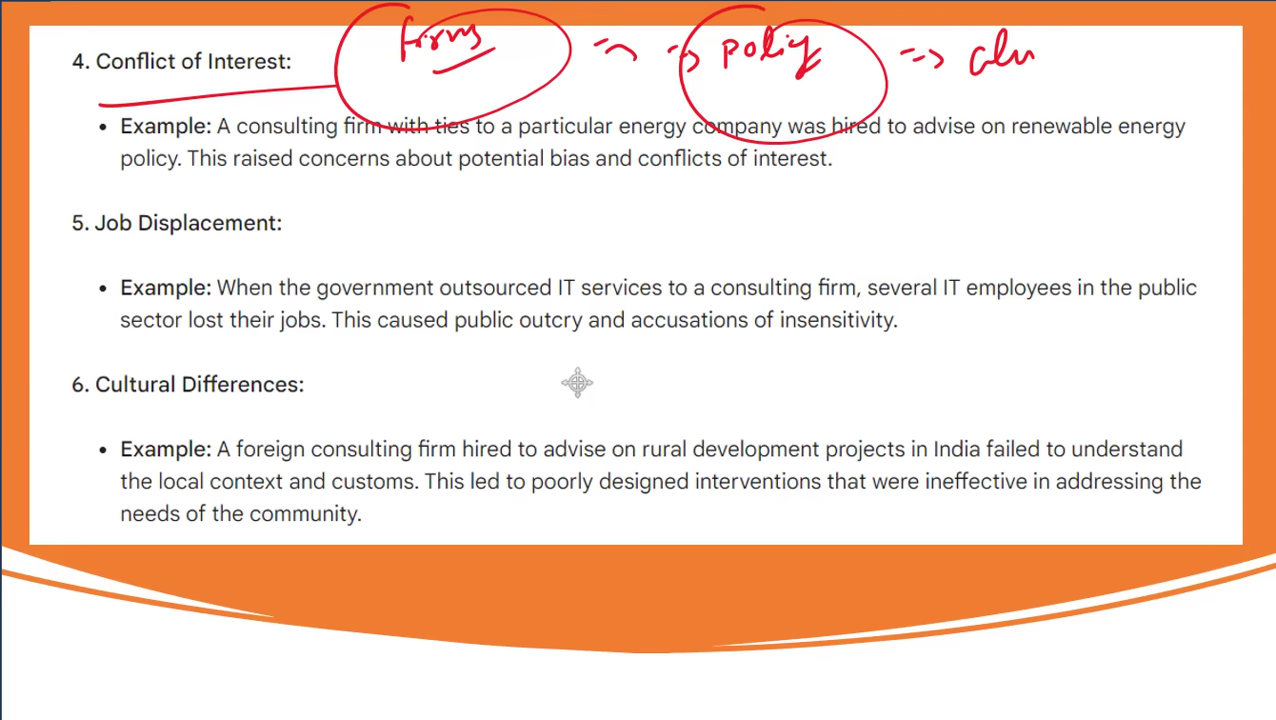 firms => => policy =>
4. Conflict of Interest:
• Example: A consulting firm with ties to a particular energy company was hired to advise on renewable energy
policy. This raised concerns about potential bias and conflicts of interest.
5. Job Displacement:
• Example: When the government outsourced IT services to a consulting firm, several IT employees in the public
sector lost their jobs. This caused public outcry and accusations of insensitivity.
6. Cultural Differences:
• Example: A foreign consulting firm hired to advise on rural development projects in India failed to understand
the local context and customs. This led to poorly designed interventions that were ineffective in addressing the
needs of the community.